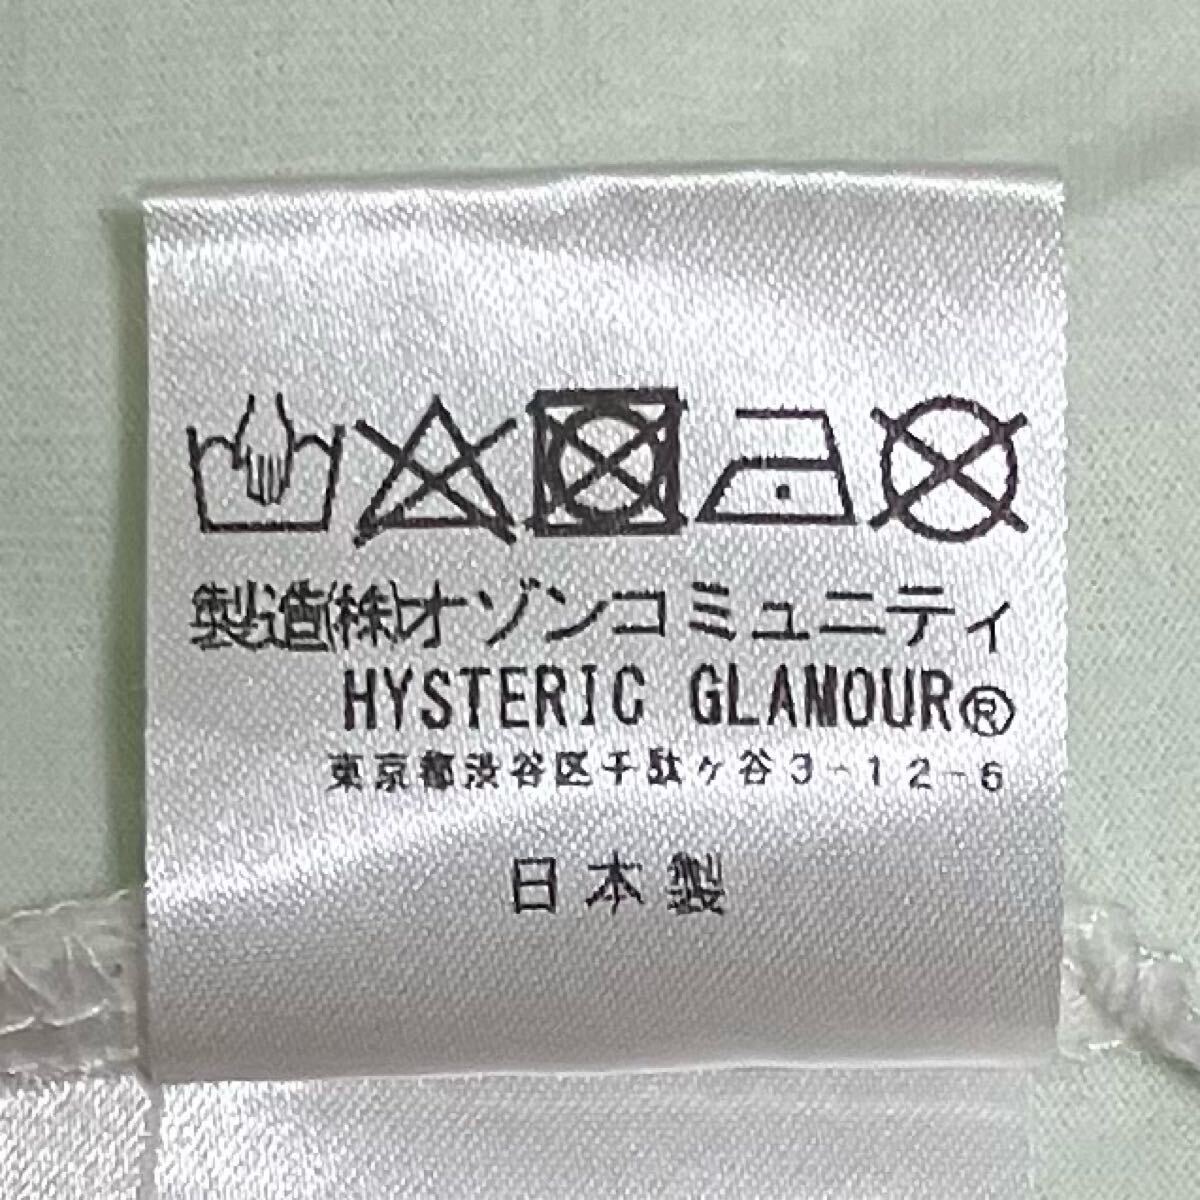 製造(株)オゾンコミュニティ
HYSTERIC GLAMOUR®
東京都渋谷区千駄ヶ谷3-12-6
日本製